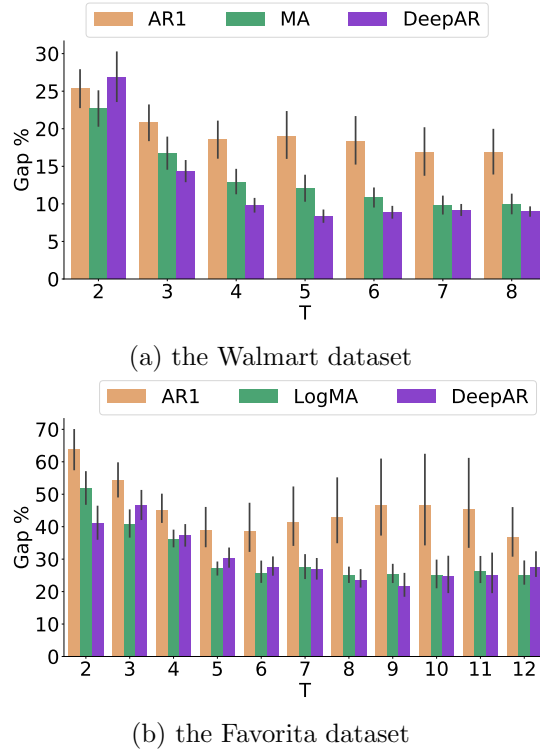 AR1 MA DeepAR
30
25
20
15
10
5
0
Gap %
2 3 4 5 6 7 8
T
(a) the Walmart dataset
AR1 LogMA DeepAR
70
60
50
40
30
20
10
0
Gap %
2 3 4 5 6 7 8 9 10 11 12
T
(b) the Favorita dataset